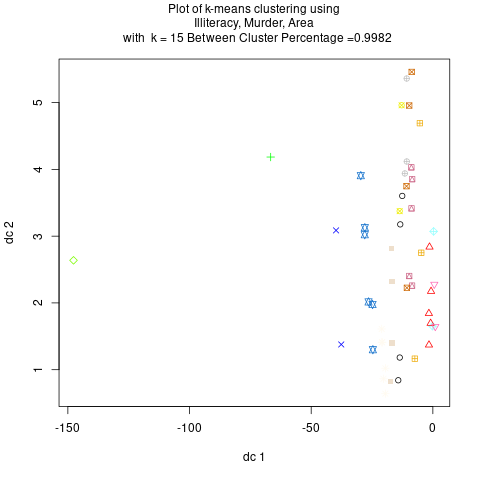 Plot of k-means clustering using
Illiteracy, Murder, Area
with  k = 15 Between Cluster Percentage =0.9982
5
4
3
2
1
dc 2
-150
-100
-50
0
dc 1